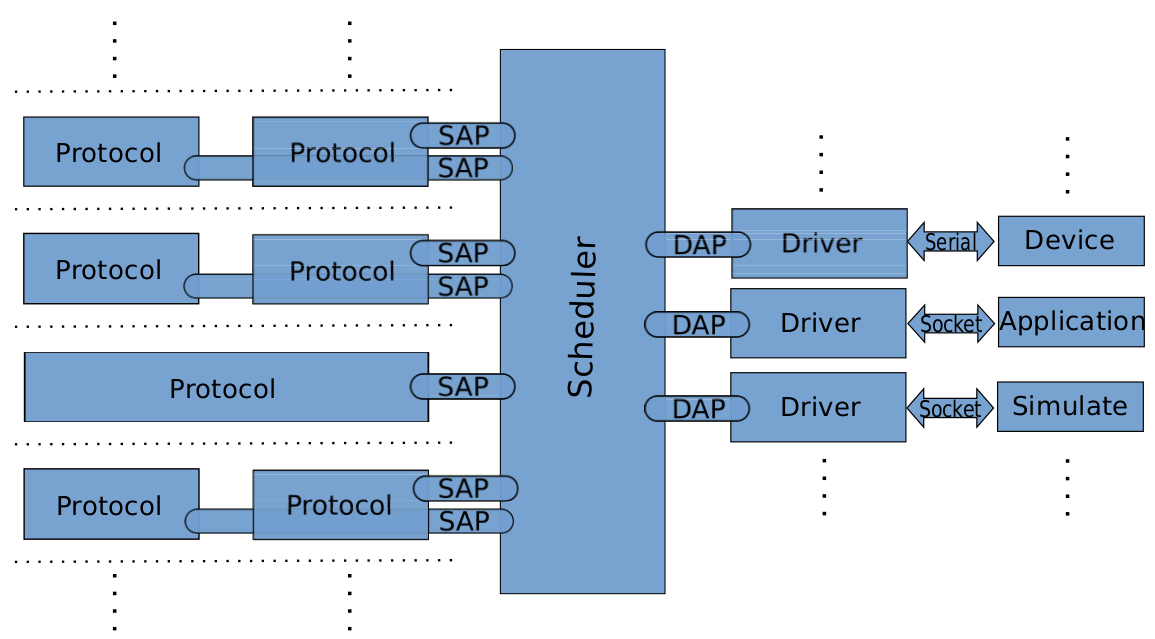 Protocol
Protocol
SAP
SAP
Protocol
Protocol
SAP
SAP
Protocol
SAP
Protocol
Protocol
SAP
SAP
Scheduler
DAP
Driver
Serial
Device
DAP
Driver
Socket
Application
DAP
Driver
Socket
Simulate